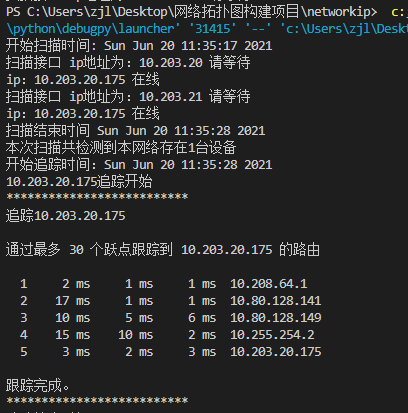 PS C:\Users\zjl\Desktop\网络拓扑图构建项目\networkip>  c:
\python\debugpy\launcher' '31415' '--' 'c:\Users\zjl\Des
开始扫描时间：Sun Jun 20 11:35:17 2021
扫描接口 ip地址为：10.203.20 请等待
ip：10.203.20.175 在线
扫描接口 ip地址为：10.203.21 请等待
ip：10.203.20.175 在线
扫描结束时间 Sun Jun 20 11:35:28 2021
本次扫描共检测到本网络存在1台设备
开始追踪时间：Sun Jun 20 11:35:28 2021
10.203.20.175追踪开始
**************************
追踪10.203.20.175
通过最多 30 个跃点跟踪到 10.203.20.175 的路由
1     2 ms     1 ms     1 ms  10.208.64.1
2    17 ms     1 ms     1 ms  10.80.128.141
3    10 ms     5 ms     6 ms  10.80.128.149
4    15 ms    10 ms     2 ms  10.255.254.2
5     3 ms     2 ms     3 ms  10.203.20.175
跟踪完成。
**************************